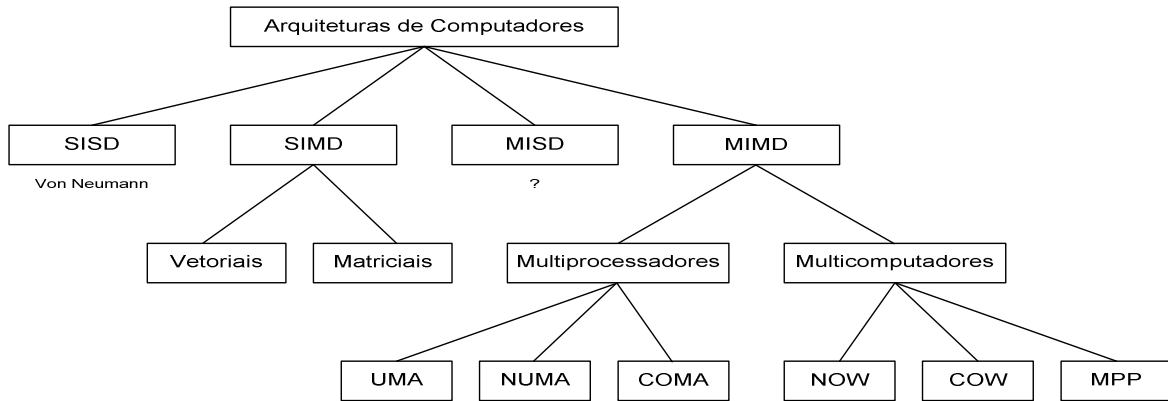 Arquiteturas de Computadores
SISD
SIMD
MISD
MIMD
Von Neumann
?
Vetoriais
Matriciais
Multiprocessadores
Multicomputadores
UMA
NUMA
COMA
NOW
COW
MPP